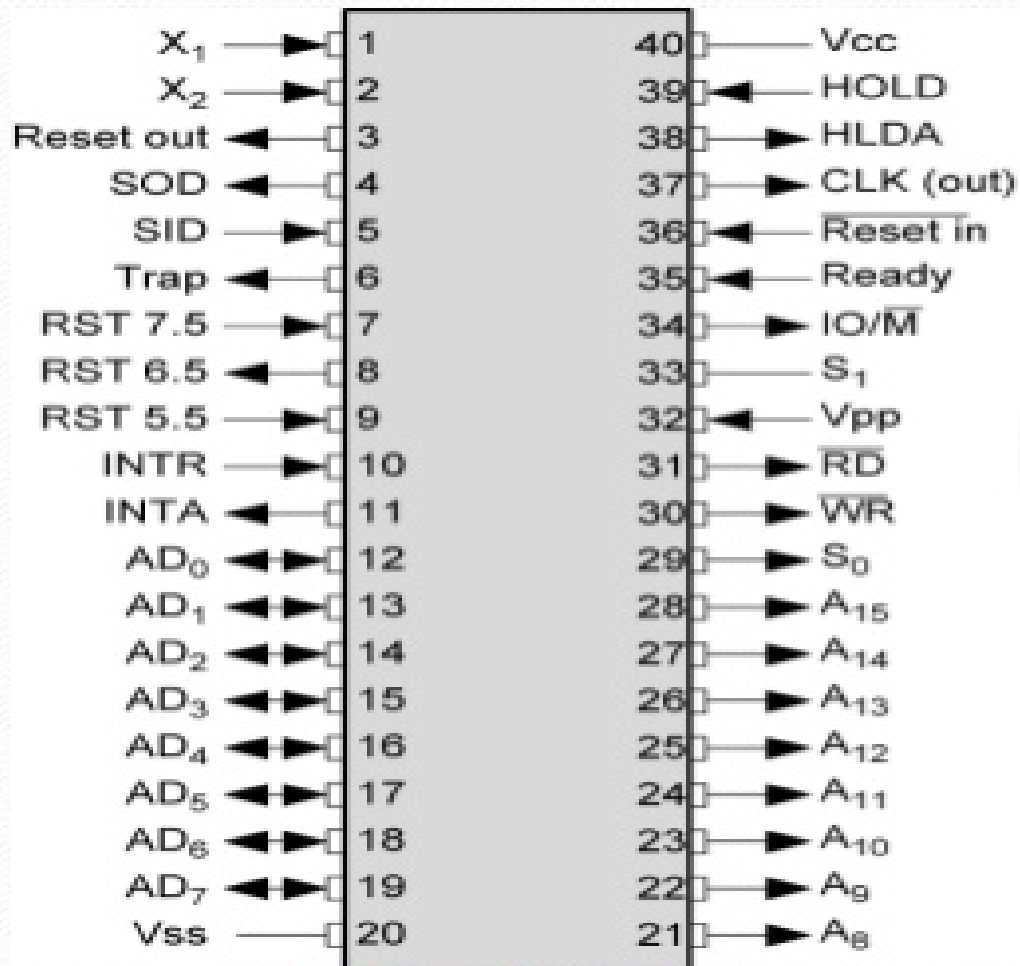 X₁ 1 40 Vcc
X₂ 2 39 HOLD
Reset out 3 38 HLDA
SOD 4 37 CLK (out)
SID 5 36 Reset in
Trap 6 35 Ready
RST 7.5 7 34 IO/M
RST 6.5 8 33 S₁
RST 5.5 9 32 Vpp
INTR 10 31 RD
INTA 11 30 WR
AD₀ 12 29 S₀
AD₁ 13 28 A₁₅
AD₂ 14 27 A₁₄
AD₃ 15 26 A₁₃
AD₄ 16 25 A₁₂
AD₅ 17 24 A₁₁
AD₆ 18 23 A₁₀
AD₇ 19 22 A₉
Vss 20 21 A₈